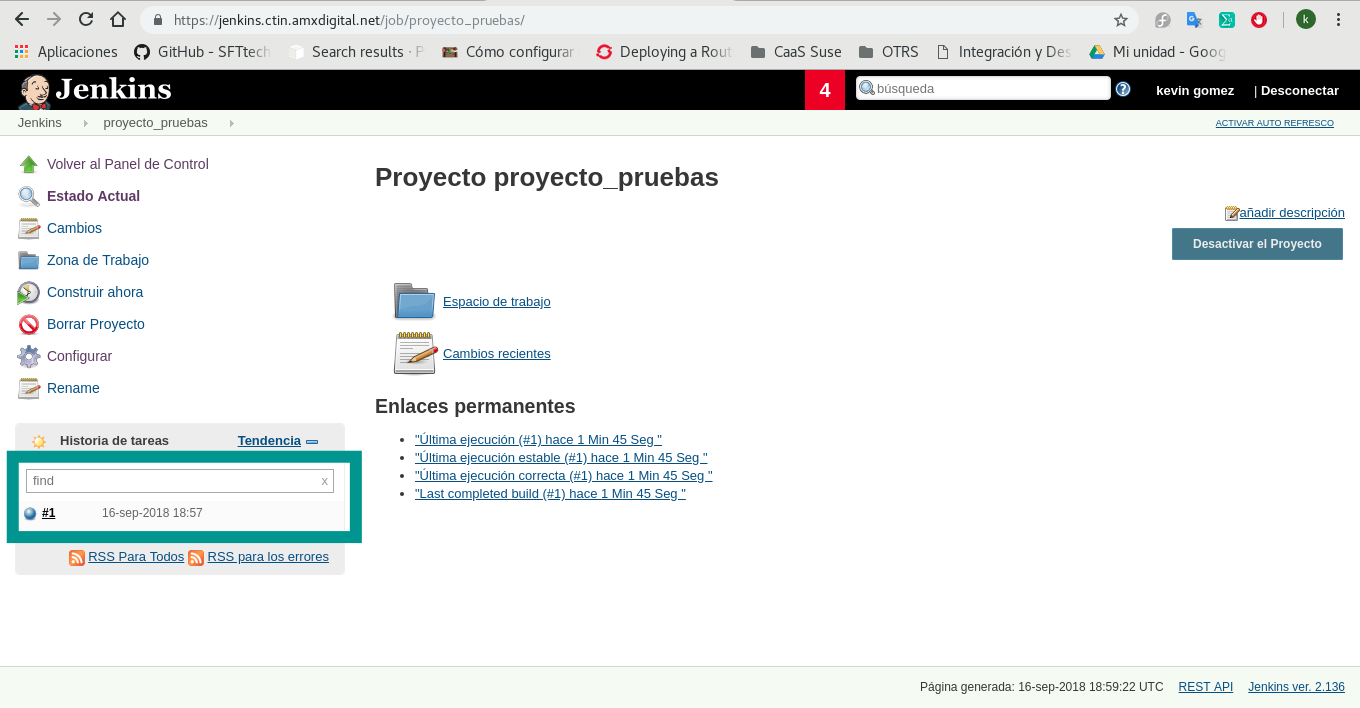 https://jenkins.ctin.amxdigital.net/job/proyecto_pruebas/
k
Aplicaciones
GitHub - SFTtech
Search results ·
Cómo configurar
Deploying a Rout
CaaS Suse
OTRS
Integración y Des
Mi unidad - Goog
Jenkins
4
búsqueda
kevin gomez
| Desconectar
Jenkins
proyecto_pruebas
ACTIVAR AUTO REFRESCO
Volver al Panel de Control
Estado Actual
Cambios
Zona de Trabajo
Construir ahora
Borrar Proyecto
Configurar
Rename
Historia de tareas
Tendencia
find
x
#1
16-sep-2018 18:57
RSS Para Todos
RSS para los errores
Proyecto proyecto_pruebas
añadir descripción
Desactivar el Proyecto
Espacio de trabajo
Cambios recientes
Enlaces permanentes
"Última ejecución (#1) hace 1 Min 45 Seg "
"Última ejecución estable (#1) hace 1 Min 45 Seg "
"Última ejecución correcta (#1) hace 1 Min 45 Seg "
"Last completed build (#1) hace 1 Min 45 Seg "
Página generada: 16-sep-2018 18:59:22 UTC
REST API
Jenkins ver. 2.136